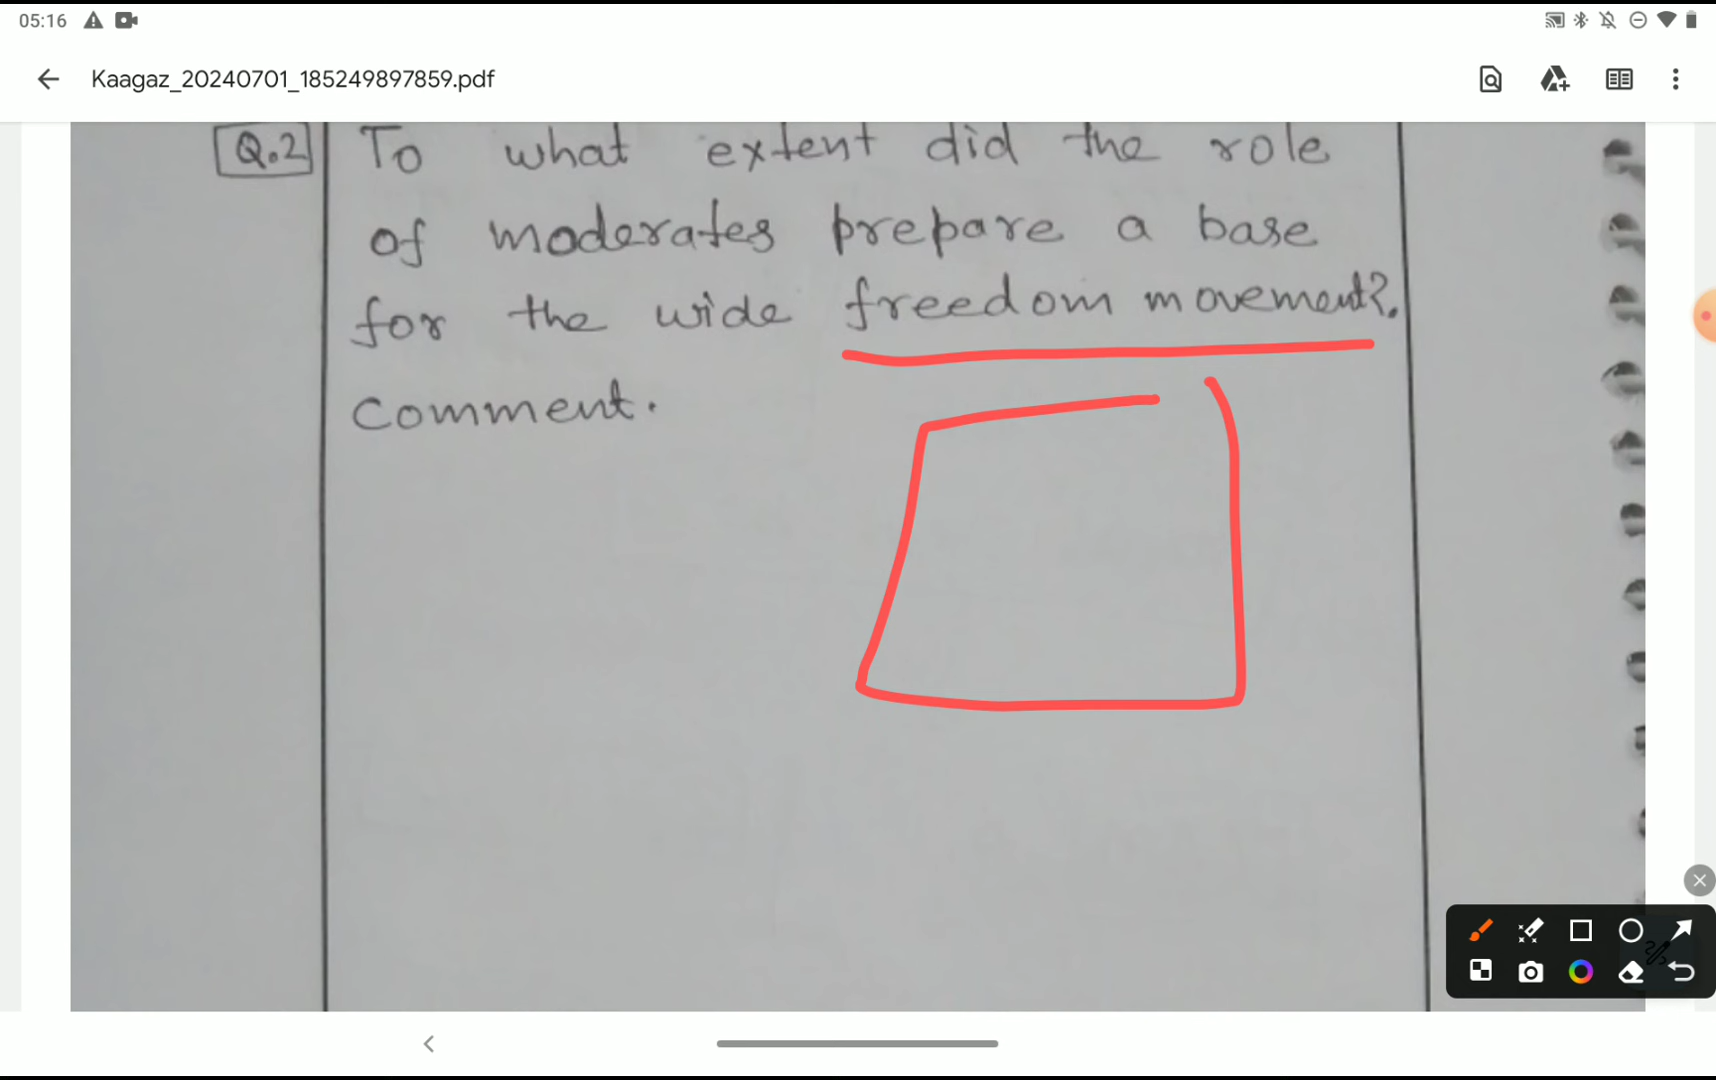 05:16
Kaagaz_20240701_185249897859.pdf
Q.2 To what extent did the role
of moderates prepare a base
for the wide freedom movement?.
Comment.